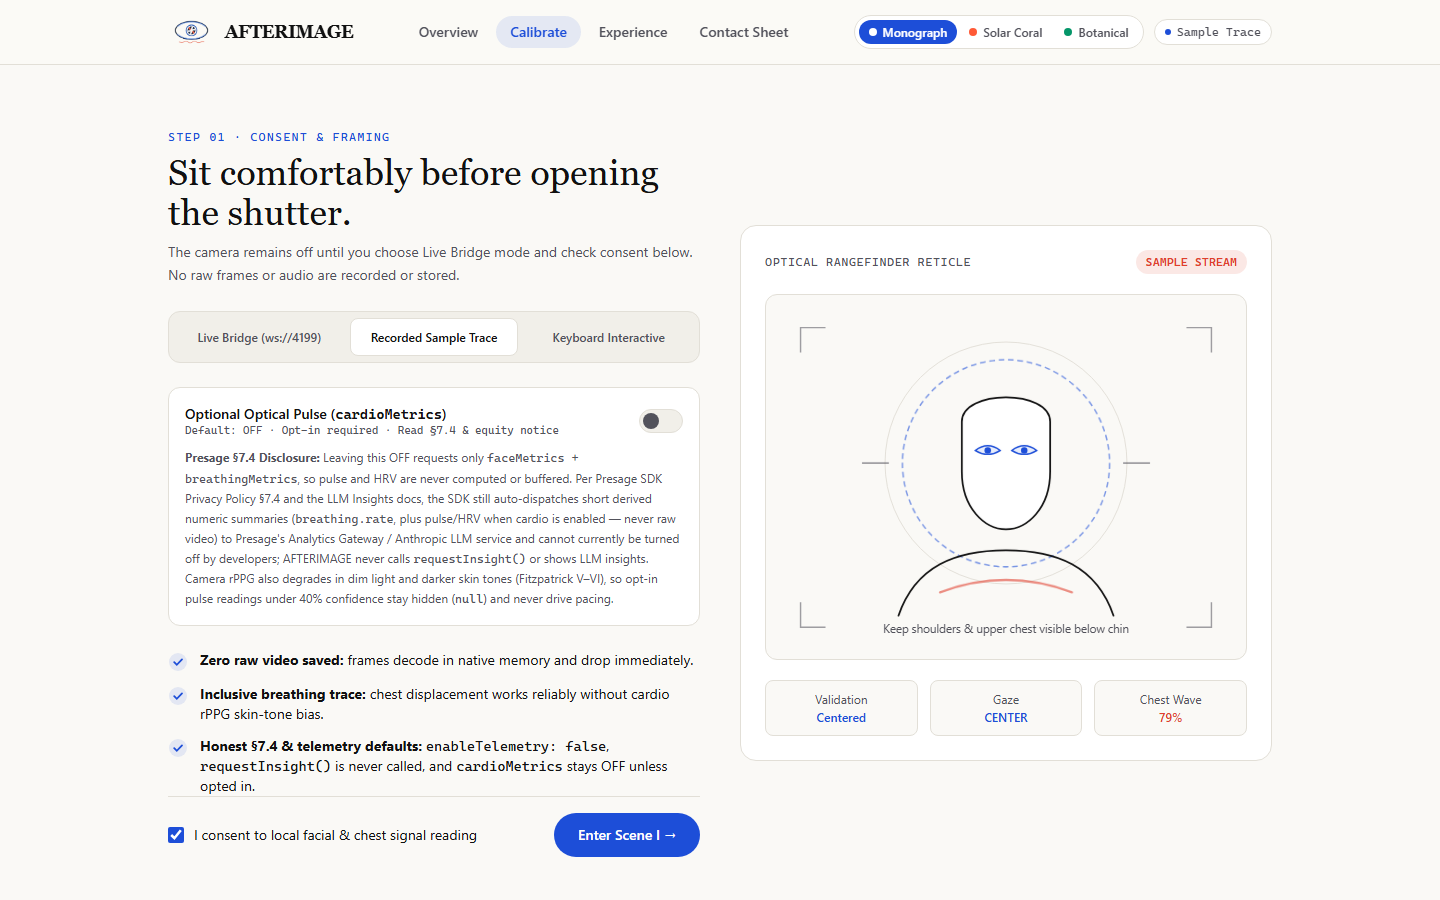 AFTERIMAGE
Overview
Calibrate
Experience
Contact Sheet
Monograph
Solar Coral
Botanical
Sample Trace
STEP 01 · CONSENT & FRAMING
Sit comfortably before opening
the shutter.
The camera remains off until you choose Live Bridge mode and check consent below.
No raw frames or audio are recorded or stored.
Live Bridge (ws://4199)
Recorded Sample Trace
Keyboard Interactive
Optional Optical Pulse (cardioMetrics)
Default: OFF · Opt-in required · Read §7.4 & equity notice
Presage §7.4 Disclosure: Leaving this OFF requests only faceMetrics +
breathingMetrics, so pulse and HRV are never computed or buffered. Per Presage SDK
Privacy Policy §7.4 and the LLM Insights docs, the SDK still auto-dispatches short derived
numeric summaries (breathing.rate, plus pulse/HRV when cardio is enabled — never raw
video) to Presage's Analytics Gateway / Anthropic LLM service and cannot currently be turned
off by developers; AFTERIMAGE never calls requestInsight() or shows LLM insights.
Camera rPPG also degrades in dim light and darker skin tones (Fitzpatrick V–VI), so opt-in
pulse readings under 40% confidence stay hidden (null) and never drive pacing.
Zero raw video saved: frames decode in native memory and drop immediately.
Inclusive breathing trace: chest displacement works reliably without cardio
rPPG skin-tone bias.
Honest §7.4 & telemetry defaults: enableTelemetry: false,
requestInsight() is never called, and cardioMetrics stays OFF unless
opted in.
I consent to local facial & chest signal reading
Enter Scene I →
OPTICAL RANGEFINDER RETICLE
SAMPLE STREAM
Keep shoulders & upper chest visible below chin
Validation
Centered
Gaze
CENTER
Chest Wave
79%